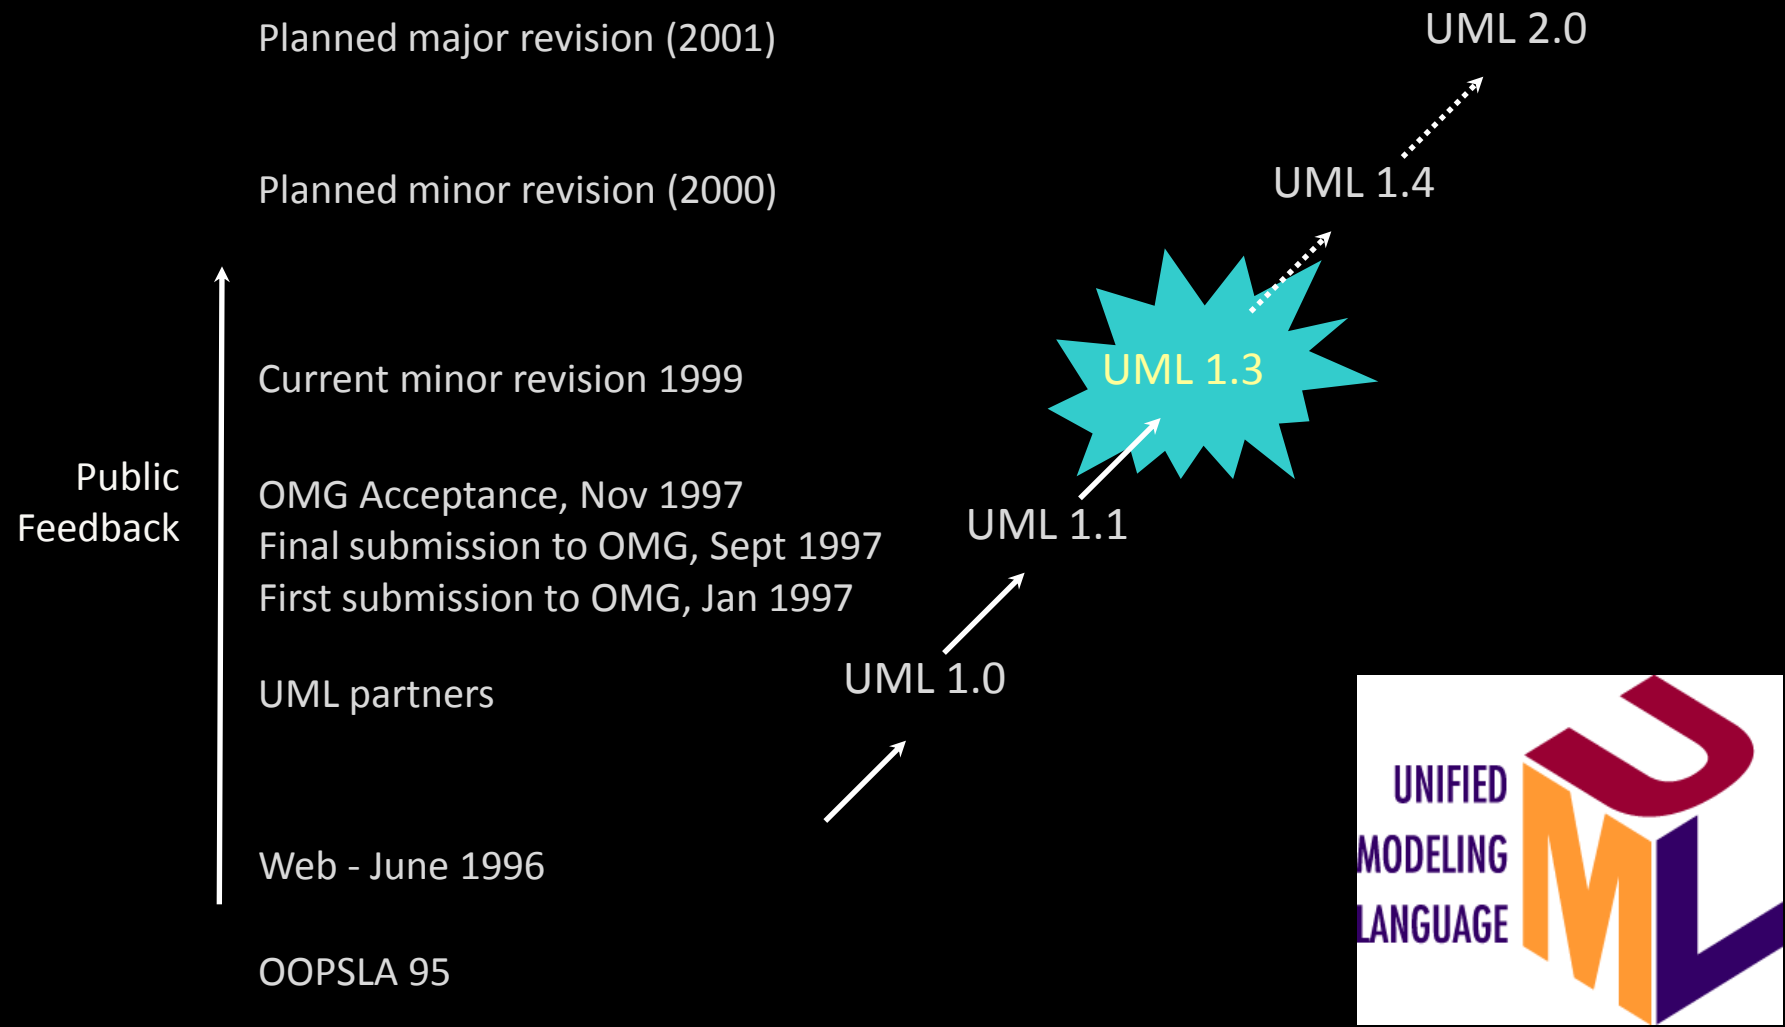 Planned major revision (2001)
UML 2.0
Planned minor revision (2000)
UML 1.4
Current minor revision 1999
UML 1.3
Public
Feedback
OMG Acceptance, Nov 1997
Final submission to OMG, Sept 1997
First submission to OMG, Jan 1997
UML 1.1
UML partners
UML 1.0
Web - June 1996
OOPSLA 95
UNIFIED
MODELING
LANGUAGE
UML